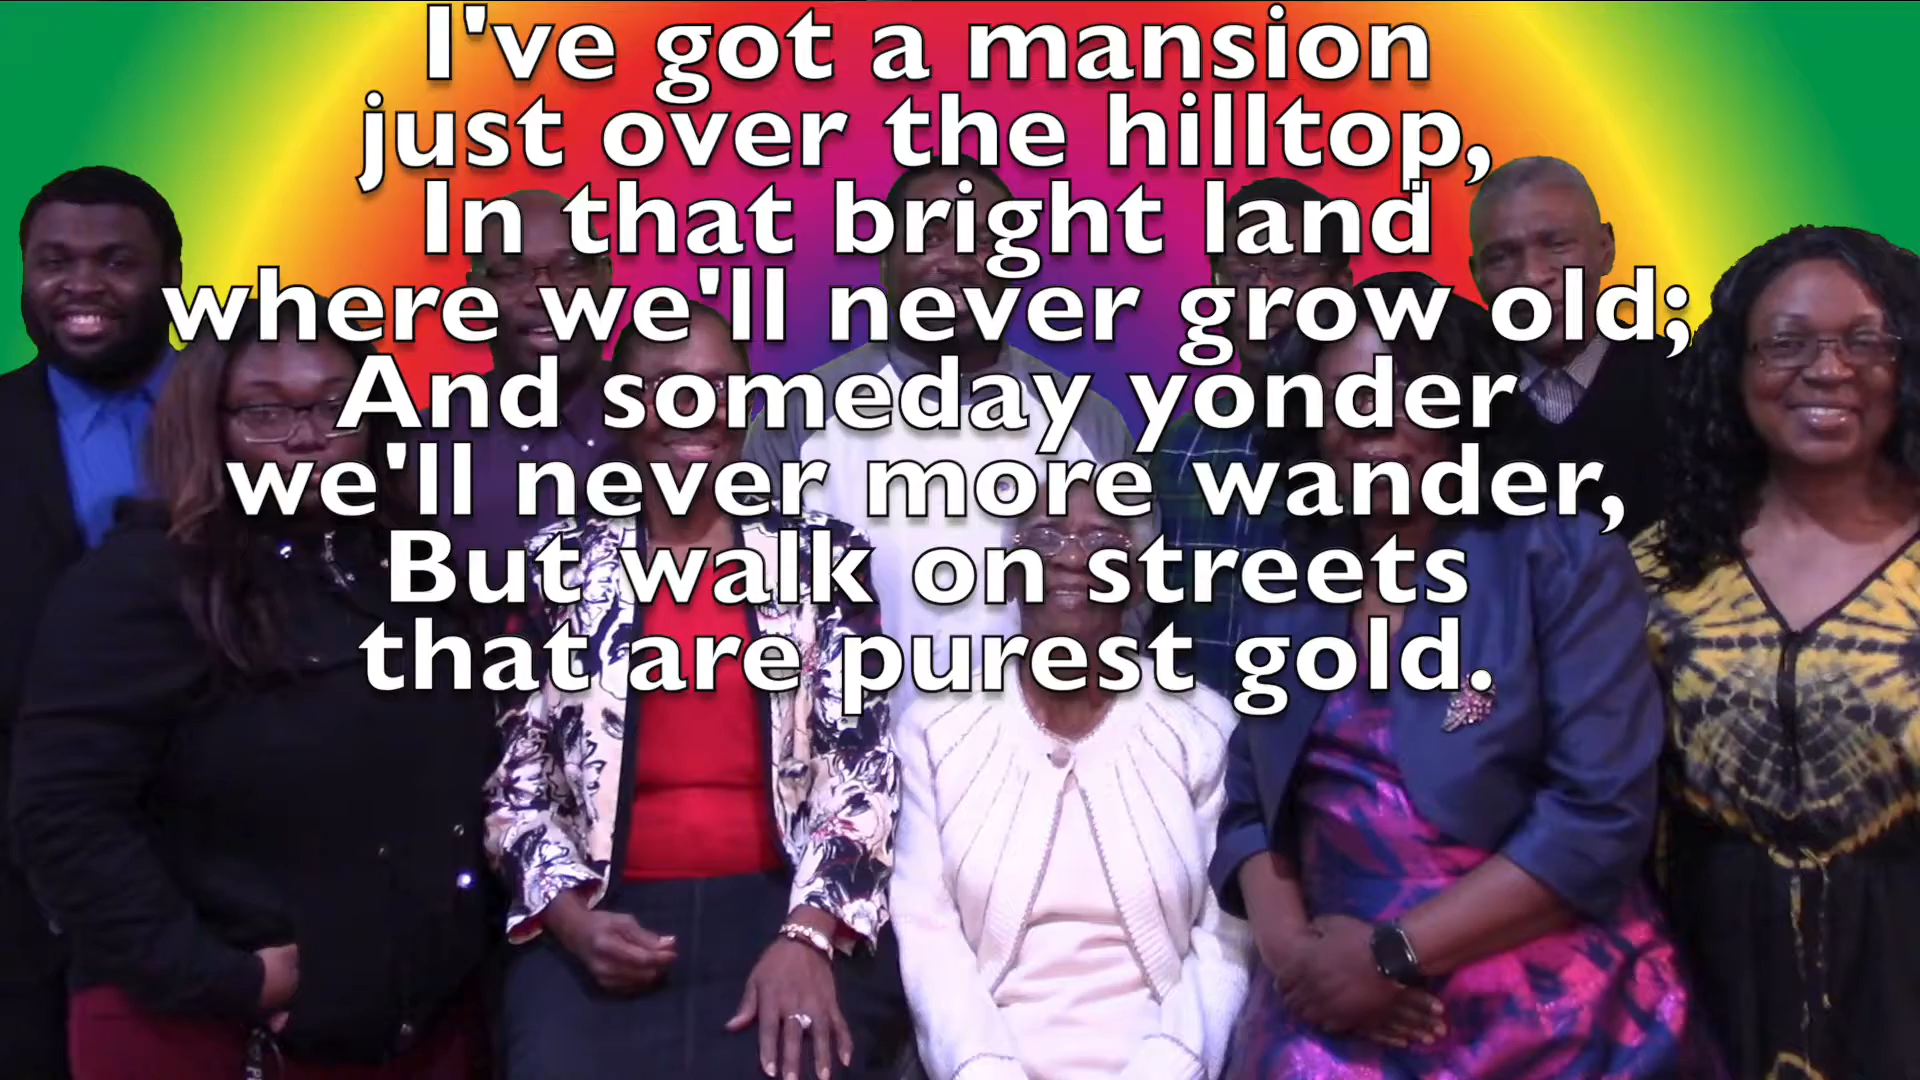 I've got a mansion
just over the hilltop,
In that bright land
where we'll never grow old;
And someday yonder
we'll never more wander,
But walk on streets
that are purest gold.